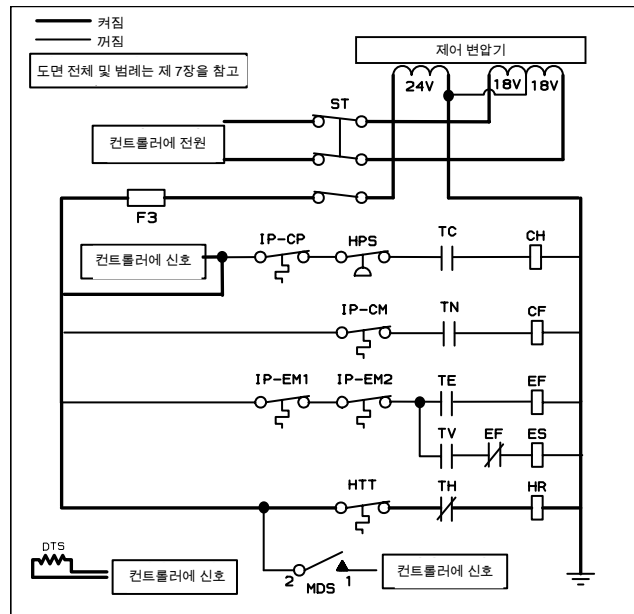 켜짐
꺼짐
도면 전체 및 범례는 제 7장을 참고
제어 변압기
24V
18V
18V
ST
컨트롤러에 전원
F3
컨트롤러에 신호
IP-CP
HPS
TC
CH
IP-CM
TN
CF
IP-EM1
IP-EM2
TE
EF
TV
EF
ES
HTT
TH
HR
DTS
컨트롤러에 신호
2
MDS
1
컨트롤러에 신호